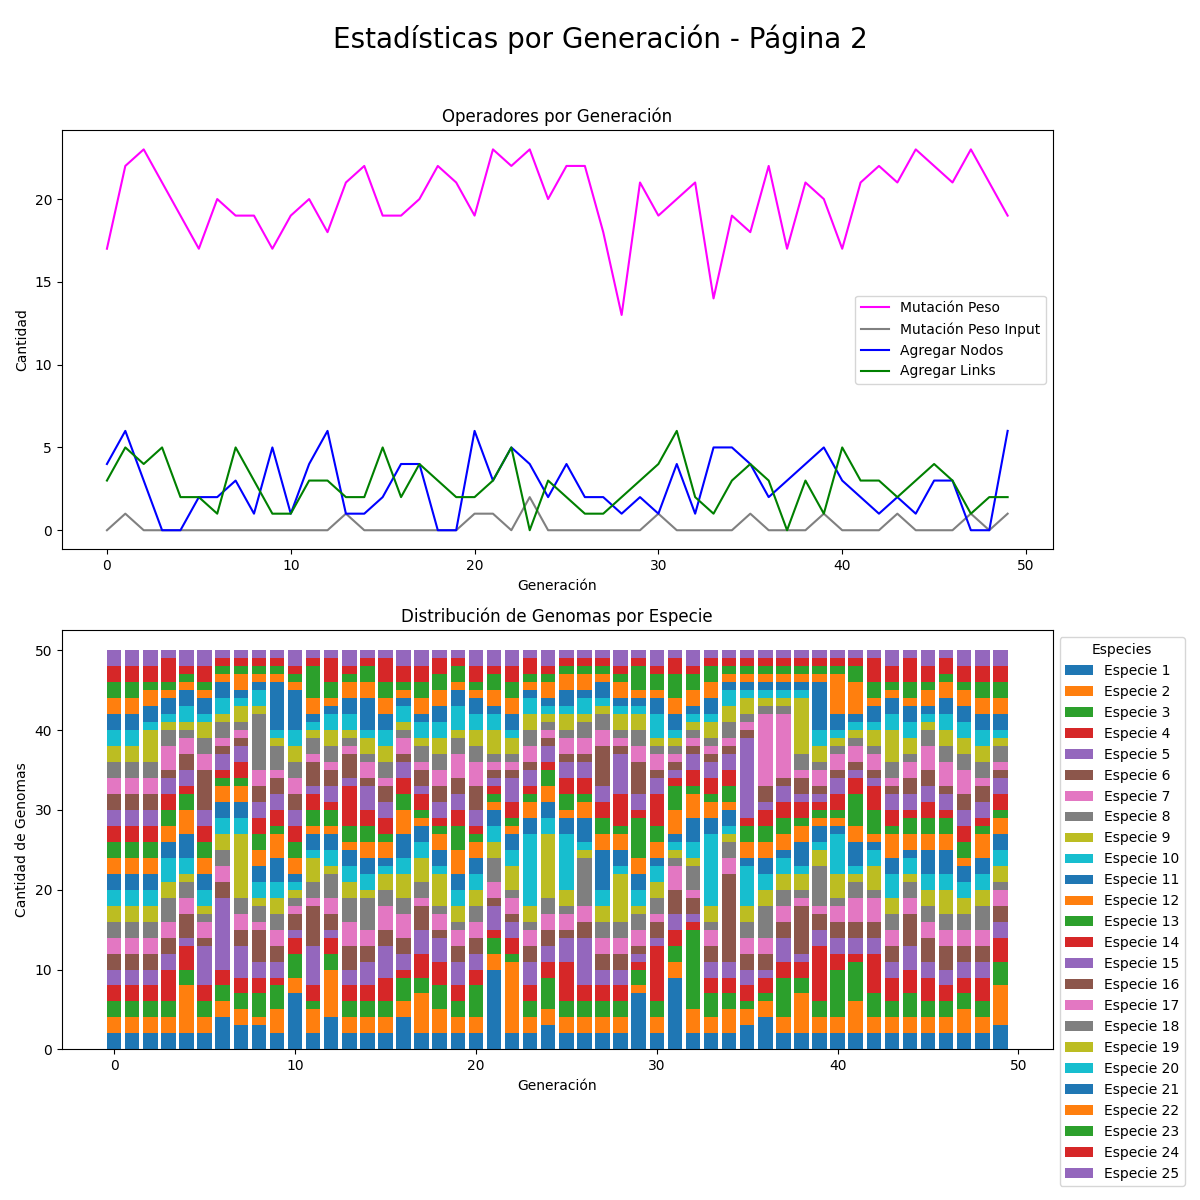 Estadísticas por Generación - Página 2
Operadores por Generación
Cantidad
20
15
10
5
0
Mutación Peso
Mutación Peso Input
Agregar Nodos
Agregar Links
0 10 20 30 40 50
Generación
Distribución de Genomas por Especie
Cantidad de Genomas
50
40
30
20
10
0
0 10 20 30 40 50
Generación
Especies
Especie 1
Especie 2
Especie 3
Especie 4
Especie 5
Especie 6
Especie 7
Especie 8
Especie 9
Especie 10
Especie 11
Especie 12
Especie 13
Especie 14
Especie 15
Especie 16
Especie 17
Especie 18
Especie 19
Especie 20
Especie 21
Especie 22
Especie 23
Especie 24
Especie 25